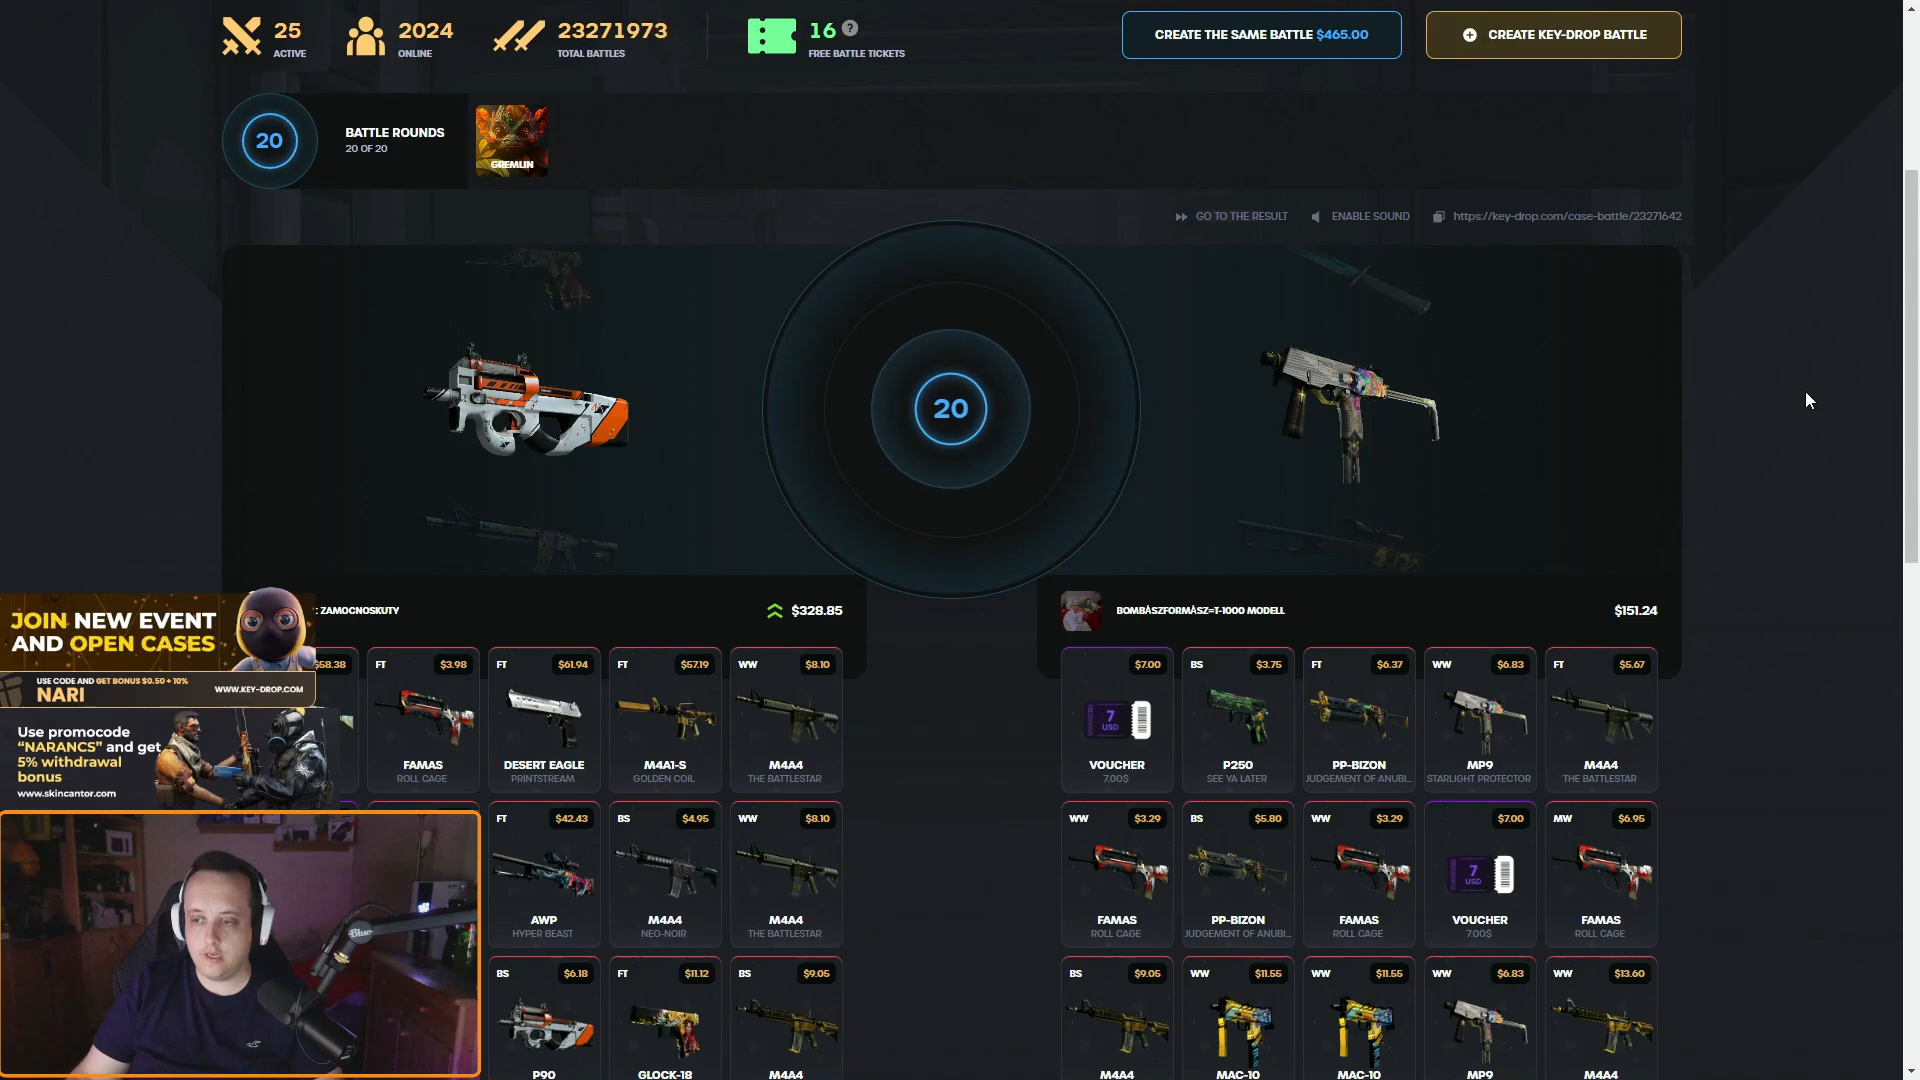 25
ACTIVE
2024
ONLINE
23271973
TOTAL BATTLES
16
?
FREE BATTLE TICKETS
CREATE THE SAME BATTLE $465.00
CREATE KEY-DROP BATTLE
20
BATTLE ROUNDS
20 OF 20
GREMLIN
GO TO THE RESULT
ENABLE SOUND
https://key-drop.com/case-battle/23271642
20
: ZAMOCNOSKUTY
$328.85
BOMBÁSZFORMÁSZ=T-1000 MODELL
$151.24
JOIN NEW EVENT
AND OPEN CASES
USE CODE AND GET BONUS $0.50 + 10%
NARI
WWW.KEY-DROP.COM
Use promocode
“NARANCS” and get
5% withdrawal
bonus
www.skincantor.com
$58.38
FT $3.98
FAMAS
ROLL CAGE
FT $61.94
DESERT EAGLE
PRINTSTREAM
FT $57.19
M4A1-S
GOLDEN COIL
WW $8.10
M4A4
THE BATTLESTAR
$7.00
7
USD
VOUCHER
7.00$
BS $3.75
P250
SEE YA LATER
FT $6.37
PP-BIZON
JUDGEMENT OF ANUBI...
WW $6.83
MP9
STARLIGHT PROTECTOR
FT $5.67
M4A4
THE BATTLESTAR
FT $42.43
AWP
HYPER BEAST
BS $4.95
M4A4
NEO-NOIR
WW $8.10
M4A4
THE BATTLESTAR
WW $3.29
FAMAS
ROLL CAGE
BS $5.80
PP-BIZON
JUDGEMENT OF ANUBI...
WW $3.29
FAMAS
ROLL CAGE
$7.00
7
USD
VOUCHER
7.00$
MW $6.95
FAMAS
ROLL CAGE
BS $6.18
P90
FT $11.12
GLOCK-18
BS $9.05
M4A4
BS $9.05
M4A4
WW $11.55
MAC-10
WW $11.55
MAC-10
WW $6.83
MP9
WW $13.60
M4A4
Blue